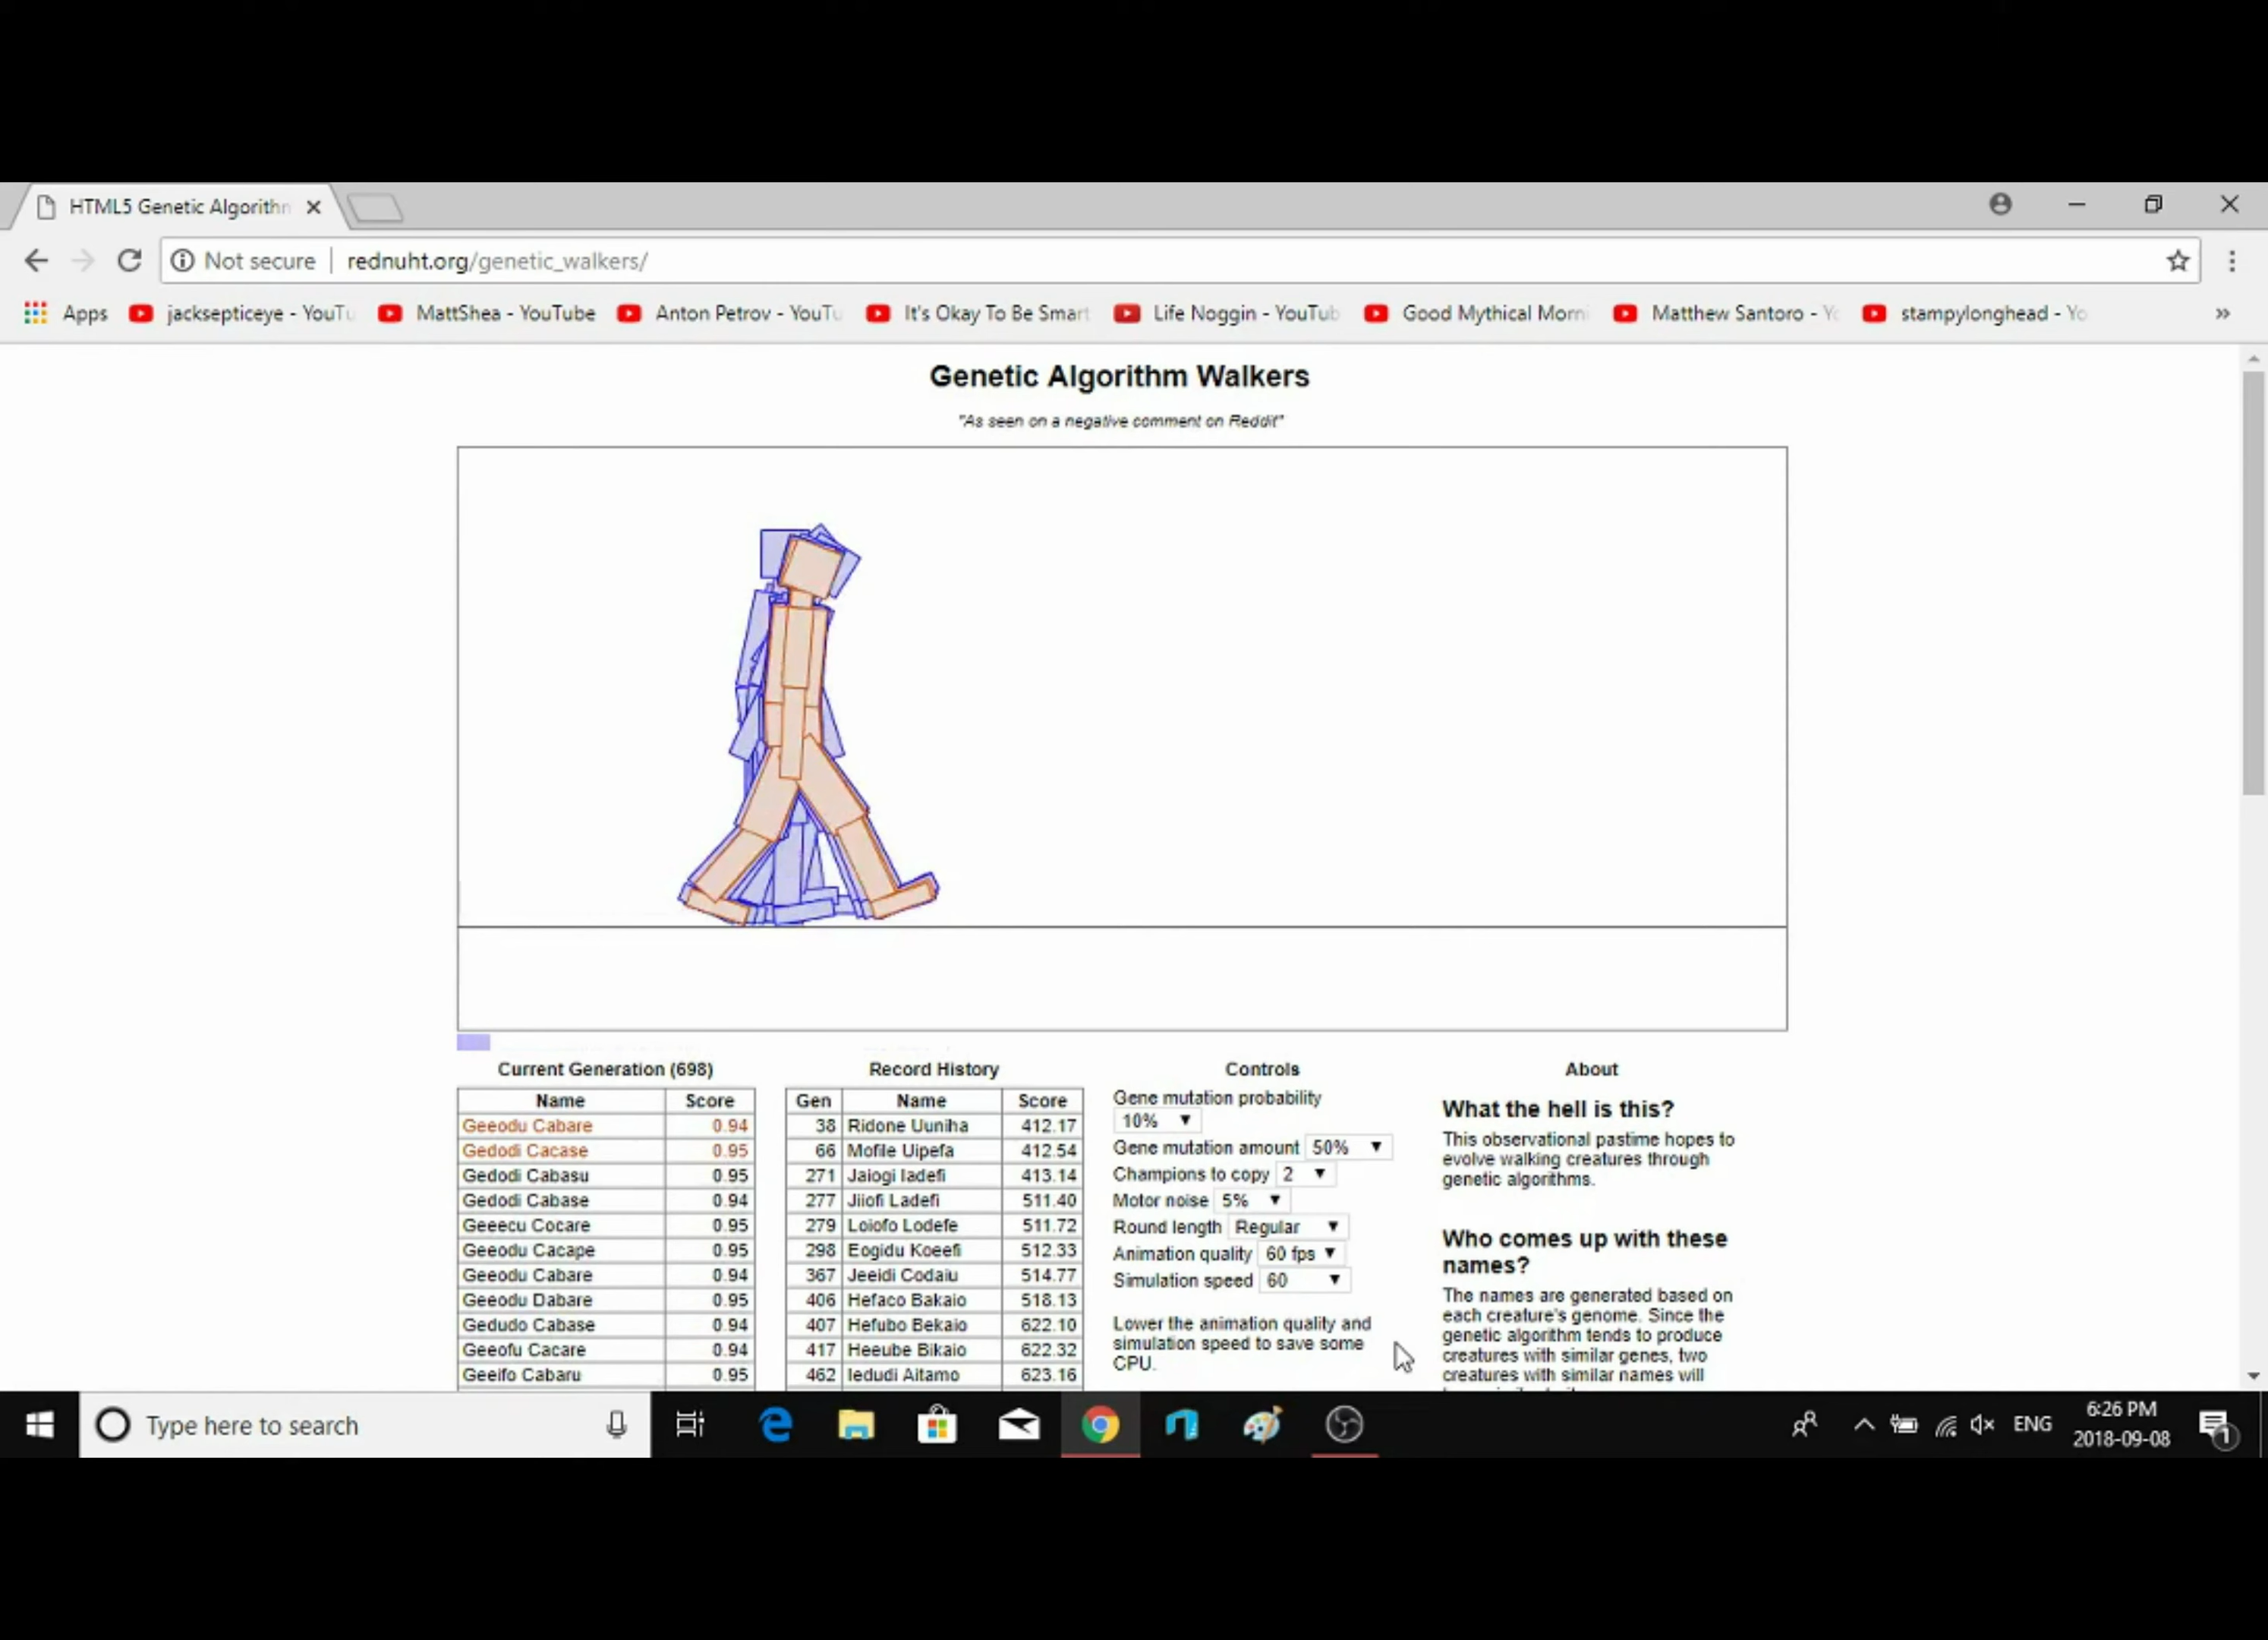 HTML5 Genetic Algorithm
Not secure | rednuht.org/genetic_walkers/
Apps jacksepticeye - YouTu MattShea - YouTube Anton Petrov - YouTu It's Okay To Be Smart Life Noggin - YouTub Good Mythical Morni Matthew Santoro - Yo stampylonghead - Yo
Genetic Algorithm Walkers
"As seen on a negative comment on Reddit"
Current Generation (698)
Name Score
Geeodu Cabare 0.94
Gedodi Cacase 0.95
Gedodi Cabasu 0.95
Gedodi Cabase 0.94
Geeecu Cocare 0.95
Geeodu Cacape 0.95
Geeodu Cabare 0.94
Geeodu Dabare 0.95
Gedudo Cabase 0.94
Geeofu Cacare 0.94
Geeifo Cabaru 0.95
Record History
Gen Name Score
38 Ridone Uuniha 412.17
66 Mofile Uipefa 412.54
271 Jaiogi Iadefi 413.14
277 Jiiofi Ladefi 511.40
279 Loiofo Lodefe 511.72
298 Eogidu Koeefi 512.33
367 Jeeidi Codaiu 514.77
406 Hefaco Bakaio 518.13
407 Hefubo Bekaio 622.10
417 Heeube Bikaio 622.32
462 Iedudi Aitamo 623.16
Controls
Gene mutation probability
10%
Gene mutation amount 50%
Champions to copy 2
Motor noise 5%
Round length Regular
Animation quality 60 fps
Simulation speed 60
Lower the animation quality and
simulation speed to save some
CPU.
About
What the hell is this?
This observational pastime hopes to
evolve walking creatures through
genetic algorithms.
Who comes up with these
names?
The names are generated based on
each creature's genome. Since the
genetic algorithm tends to produce
creatures with similar genes, two
creatures with similar names will
Type here to search
ENG
6:26 PM
2018-09-08
1